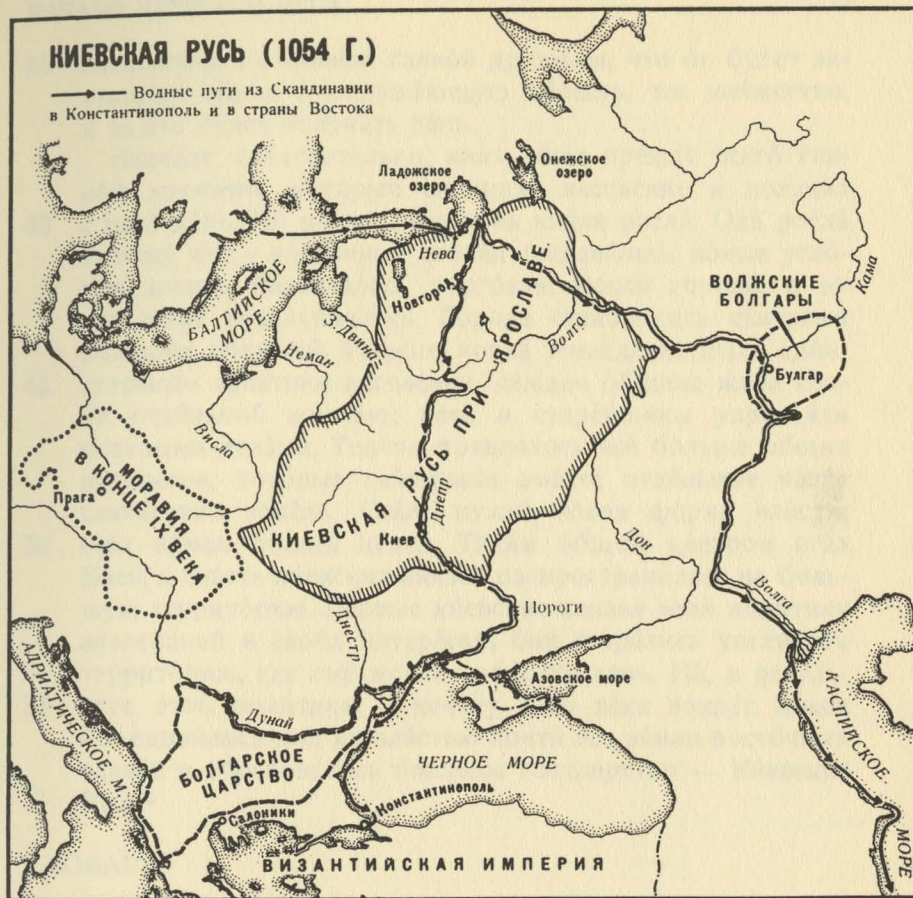 КИЕВСКАЯ РУСЬ (1054 Г.)
Водные пути из Скандинавии
в Константинополь и в страны Востока
Ладожское
озеро
Онежское
озеро
Нева
Новгород
БАЛТИЙСКОЕ
МОРЕ
З. Двина
Неман
Висла
Волга
ВОЛЖСКИЕ
БОЛГАРЫ
Кама
Булгар
КИЕВСКАЯ РУСЬ ПРИ ЯРОСЛАВЕ
Днепр
Киев
МОРАВИЯ
В КОНЦЕ IX ВЕКА
Прага
Дон
Волга
Пороги
Днестр
Азовское море
АДРИАТИЧЕСКОЕ М.
Дунай
БОЛГАРСКОЕ
ЦАРСТВО
ЧЕРНОЕ МОРЕ
КАСПИЙСКОЕ
МОРЕ
Салоники
Константинополь
ВИЗАНТИЙСКАЯ ИМПЕРИЯ